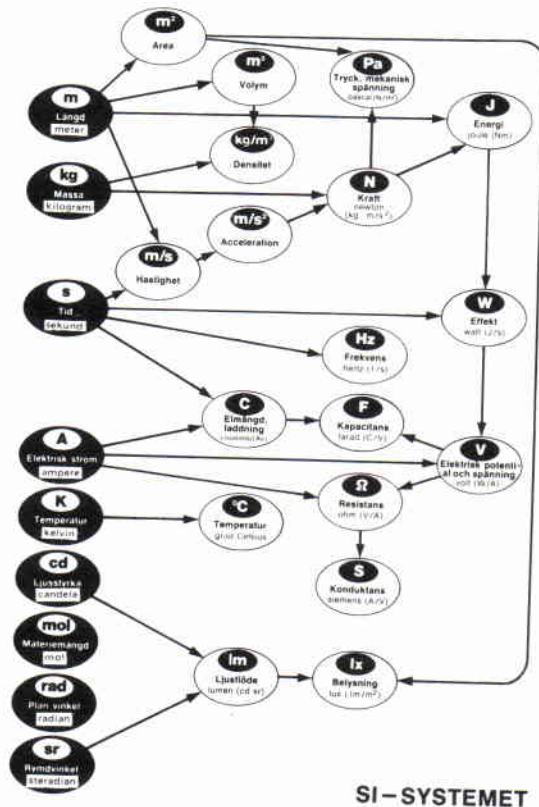 m²
Area
m³
Volym
Pa
Tryck, mekanisk
spänning
m
Längd
meter
J
Energi
joule (Nm)
kg/m³
Densitet
kg
Massa
kilogram
N
Kraft
newton
(kg · m/s²)
m/s²
Acceleration
m/s
Hastighet
s
Tid
sekund
W
Effekt
watt (J/s)
Hz
Frekvens
hertz (1/s)
C
Elmängd,
laddning
F
Kapacitans
farad (C/V)
A
Elektrisk ström
ampere
V
Elektrisk potenti-
al och spänning
volt (W/A)
Ω
Resistans
ohm (V/A)
K
Temperatur
kelvin
°C
Temperatur
grad Celsius
S
Konduktans
siemens (A/V)
cd
Ljusstyrka
candela
mol
Materiemängd
mol
lm
Ljusflöde
lumen (cd sr)
lx
Belysning
lux (lm/m²)
rad
Plan vinkel
radian
sr
Rymdvinkel
steradian
SI-SYSTEMET